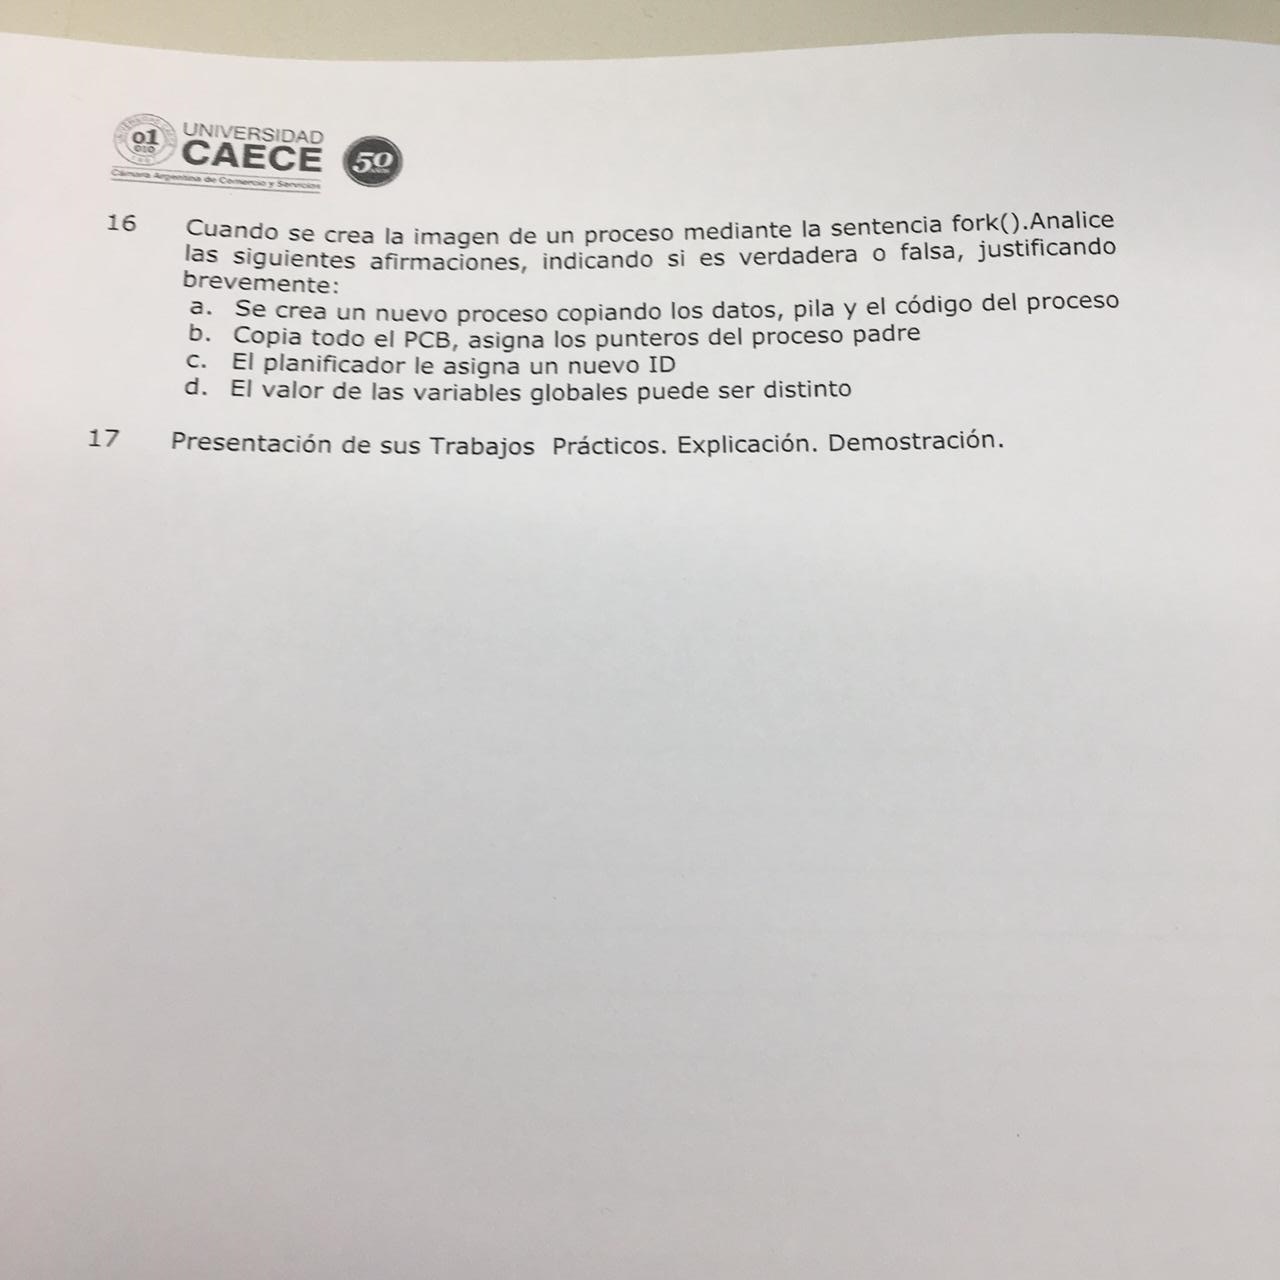 01
010
UNIVERSIDAD
CAECE
Cámara Argentina de Comercio y Servicios
50
AÑOS
16 Cuando se crea la imagen de un proceso mediante la sentencia fork().Analice
las siguientes afirmaciones, indicando si es verdadera o falsa, justificando
brevemente:
a. Se crea un nuevo proceso copiando los datos, pila y el código del proceso
b. Copia todo el PCB, asigna los punteros del proceso padre
c. El planificador le asigna un nuevo ID
d. El valor de las variables globales puede ser distinto
17 Presentación de sus Trabajos Prácticos. Explicación. Demostración.